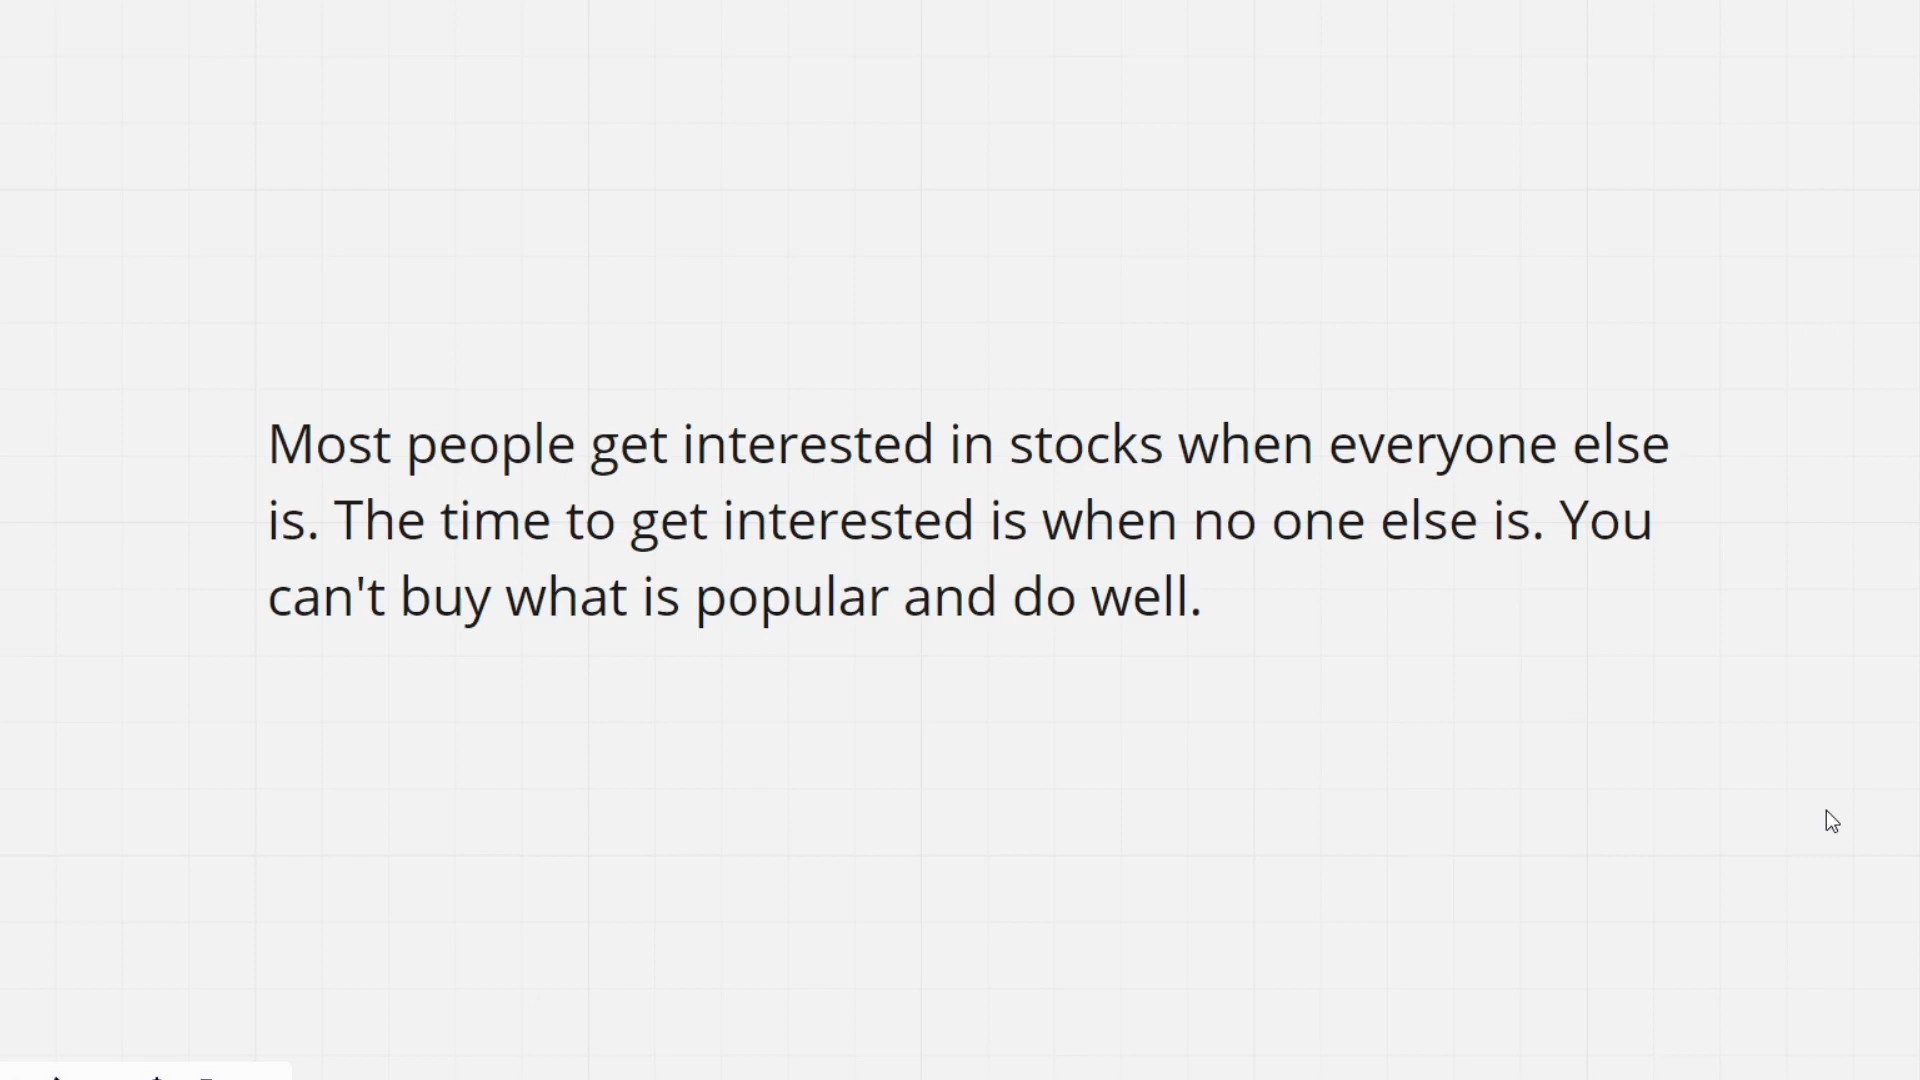 Most people get interested in stocks when everyone else
is. The time to get interested is when no one else is. You
can't buy what is popular and do well.